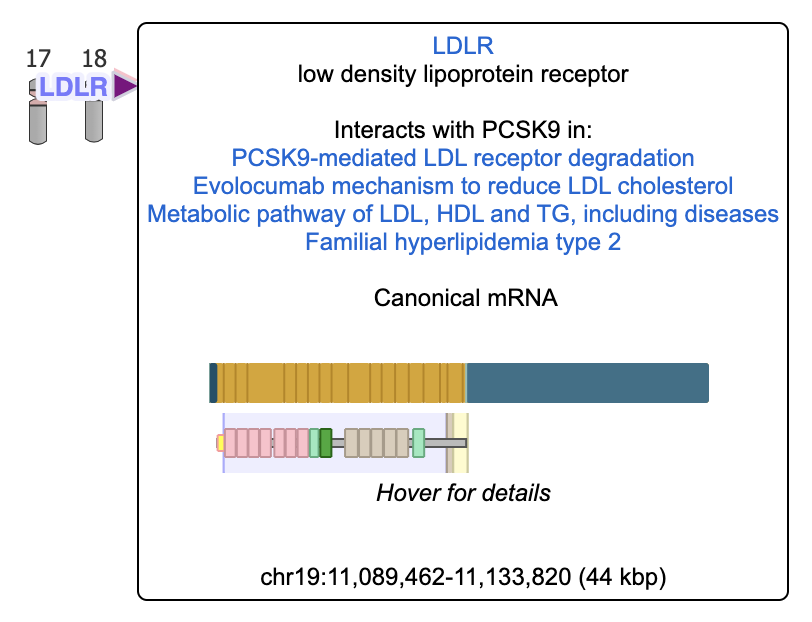 17 18
LDLR
LDLR
low density lipoprotein receptor
Interacts with PCSK9 in:
PCSK9-mediated LDL receptor degradation
Evolocumab mechanism to reduce LDL cholesterol
Metabolic pathway of LDL, HDL and TG, including diseases
Familial hyperlipidemia type 2
Canonical mRNA
Hover for details
chr19:11,089,462-11,133,820 (44 kbp)